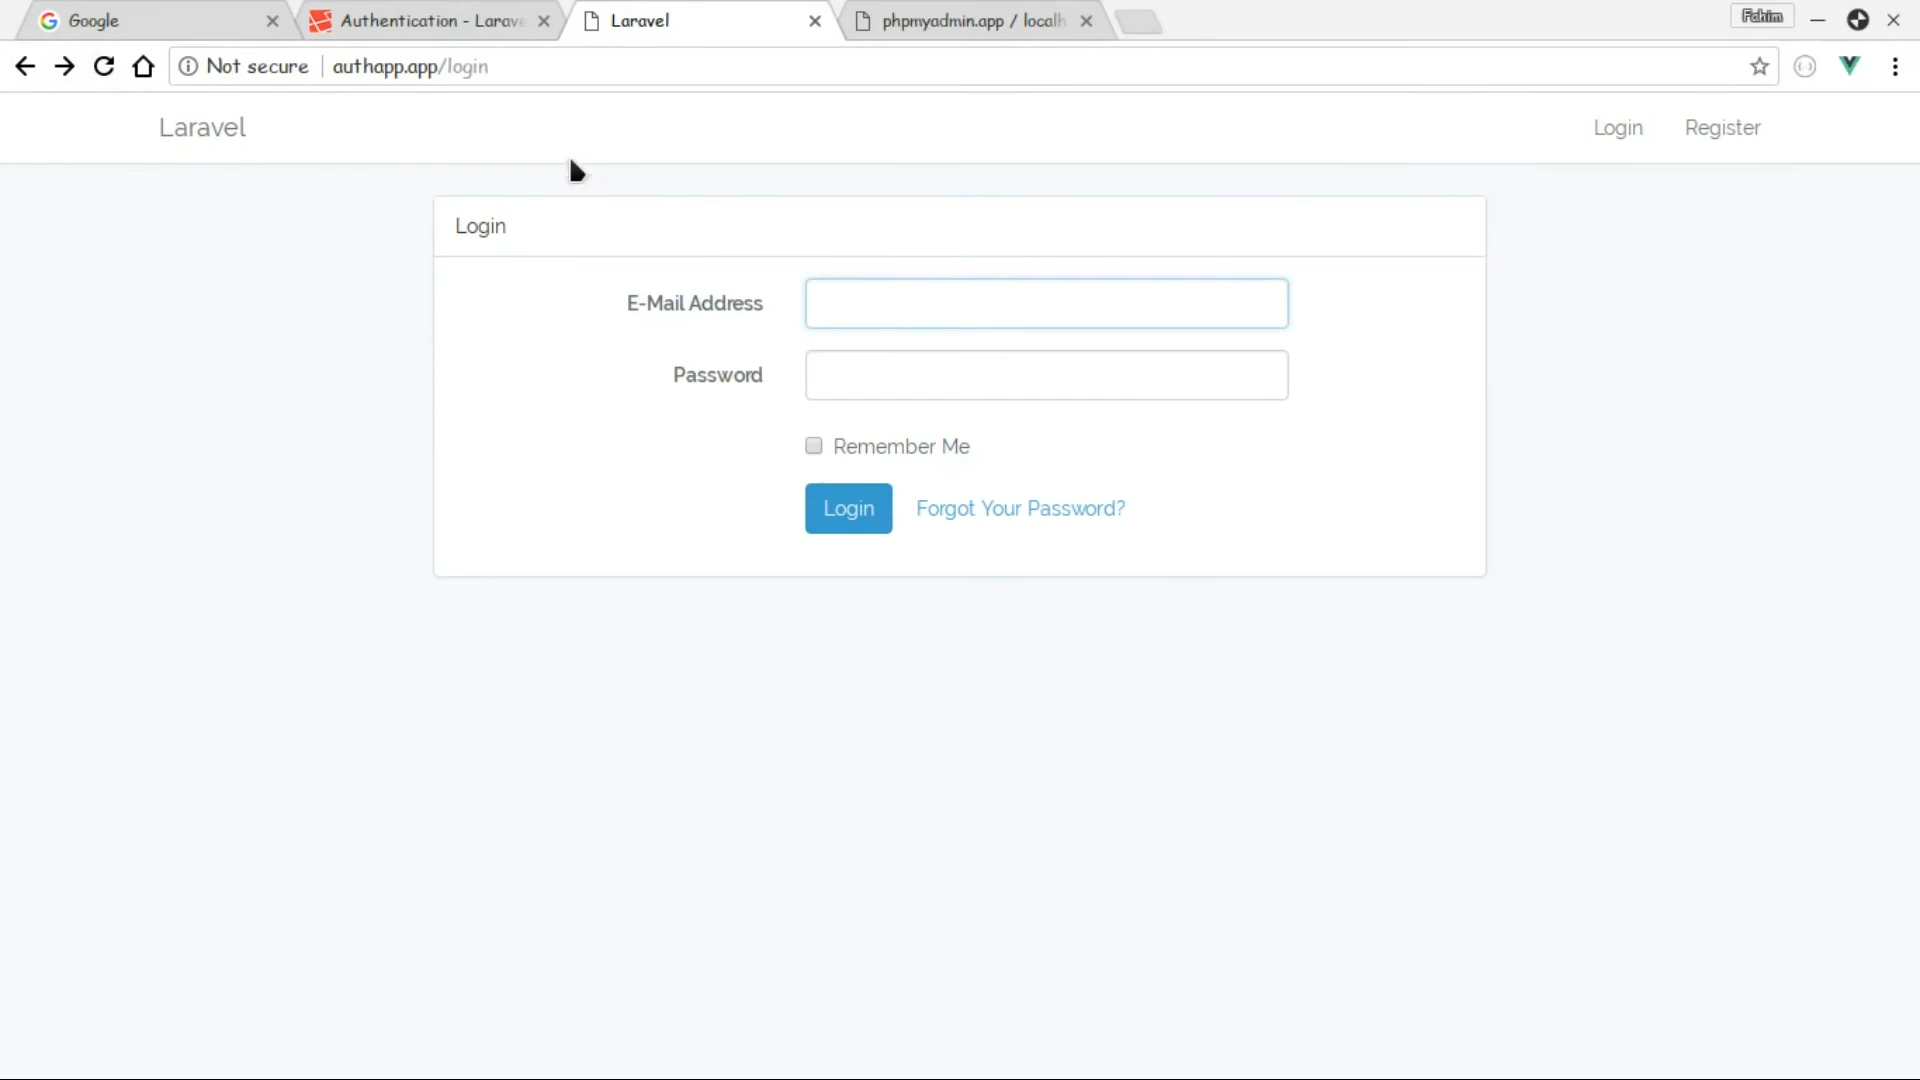 Google
Authentication - Larave
Laravel
phpmyadmin.app / localh
Fahim
Not secure
authapp.app/login
Laravel
Login
Register
Login
E-Mail Address
Password
Remember Me
Login
Forgot Your Password?